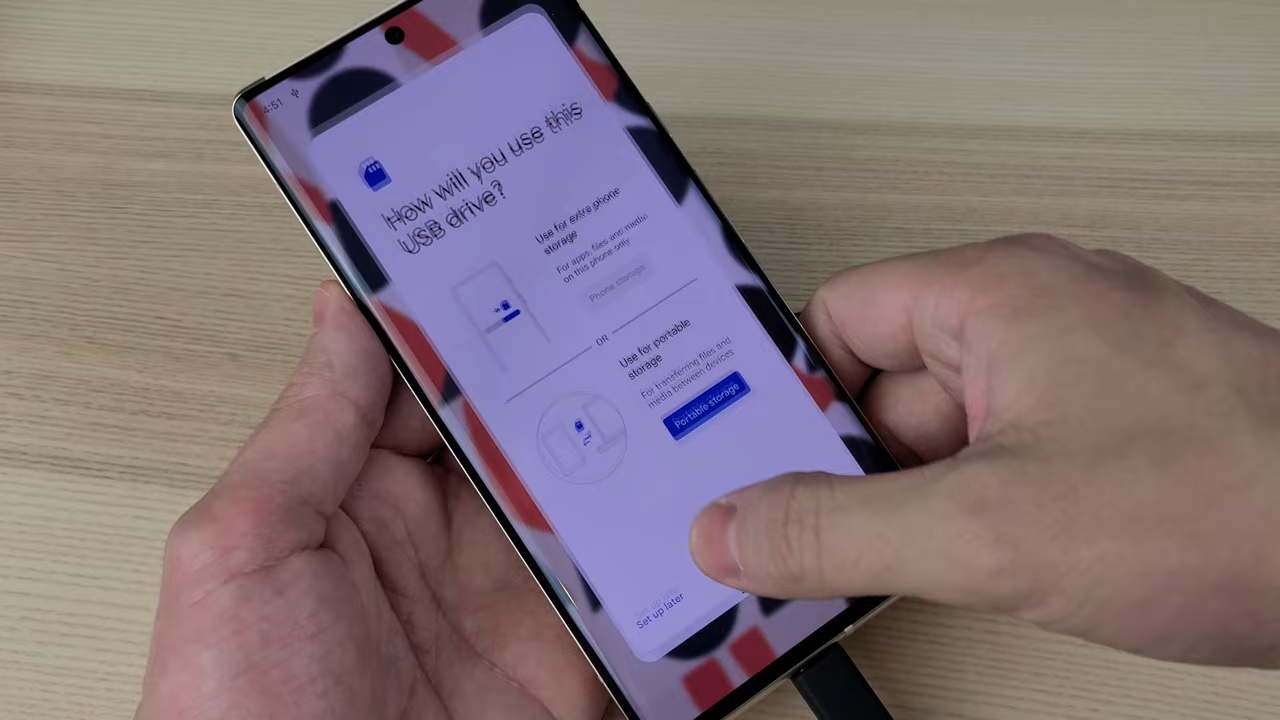 4:51
How will you use this
USB drive?
Use for extra phone
storage
For apps, files and media
on this phone only
Phone storage
OR
Use for portable
storage
For transferring files and
media between devices
Portable storage
Set up later